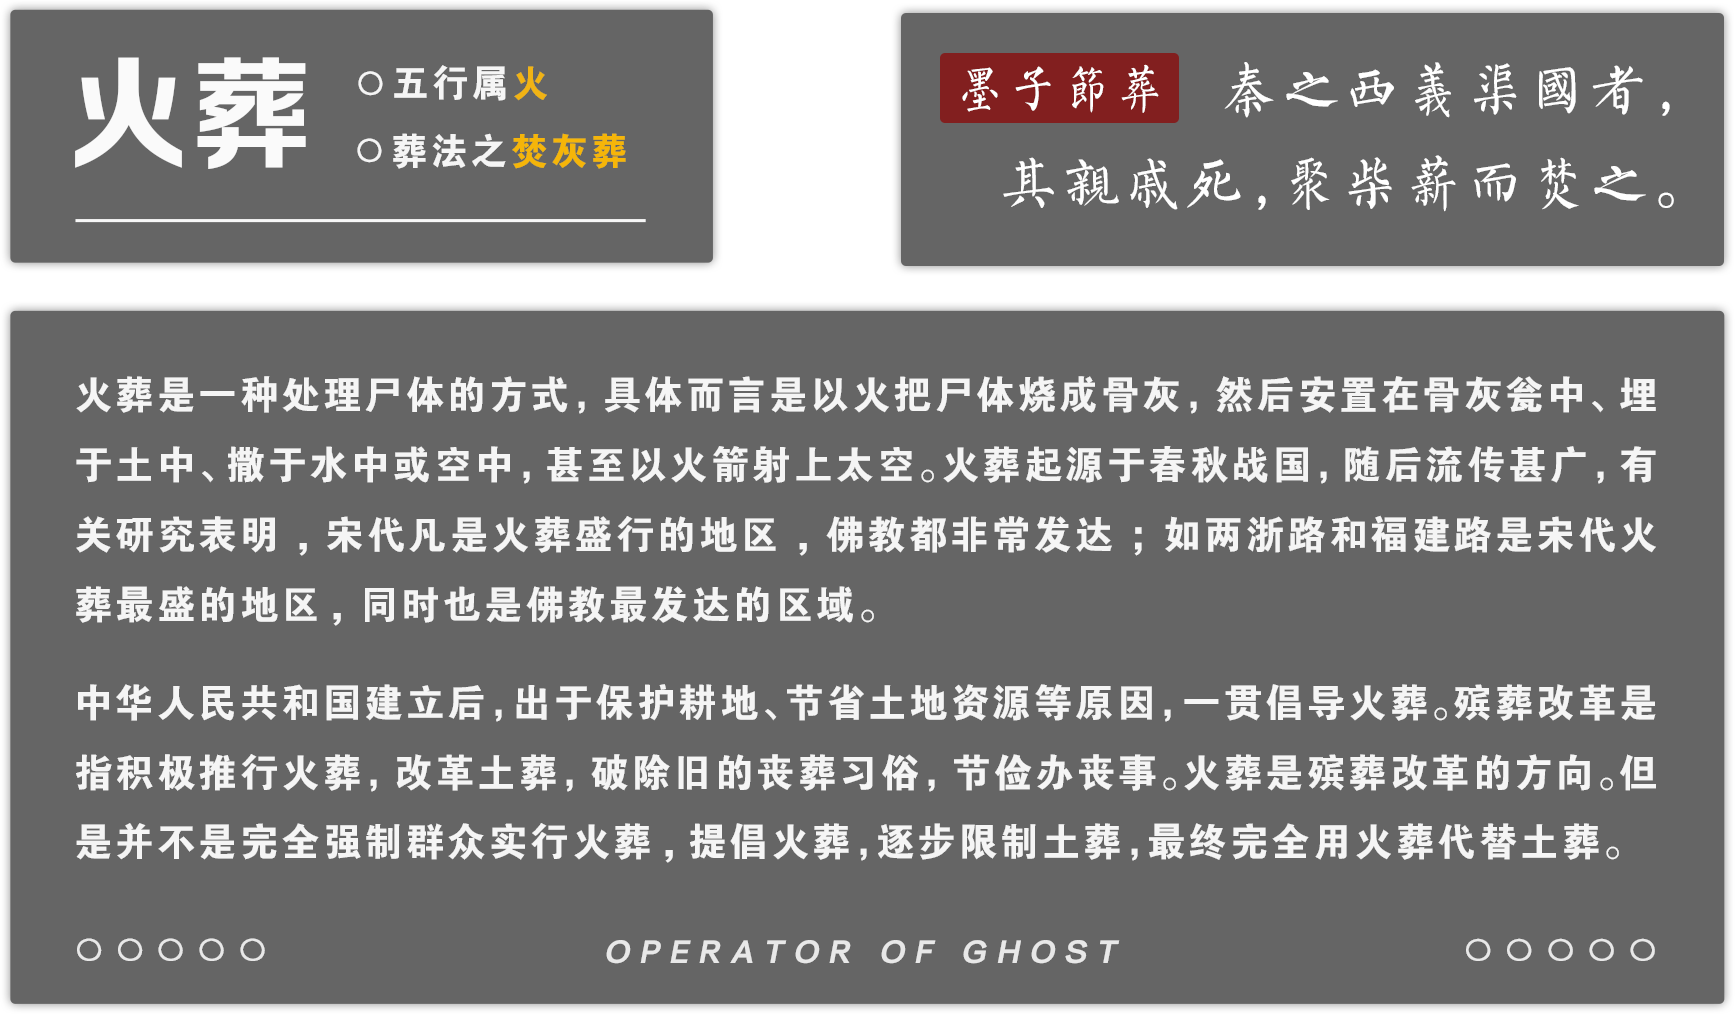 火葬
五行属火
葬法之焚灰葬
墨子節葬 秦之西義渠國者,
其親戚死,聚柴薪而焚之。
火葬是一种处理尸体的方式,具体而言是以火把尸体烧成骨灰,然后安置在骨灰瓮中、埋
于土中、撒于水中或空中,甚至以火箭射上太空。火葬起源于春秋战国,随后流传甚广,有
关研究表明,宋代凡是火葬盛行的地区,佛教都非常发达;如两浙路和福建路是宋代火
葬最盛的地区,同时也是佛教最发达的区域。
中华人民共和国建立后,出于保护耕地、节省土地资源等原因,一贯倡导火葬。殡葬改革是
指积极推行火葬,改革土葬,破除旧的丧葬习俗,节俭办丧事。火葬是殡葬改革的方向。但
是并不是完全强制群众实行火葬,提倡火葬,逐步限制土葬,最终完全用火葬代替土葬。
OPERATOR OF GHOST